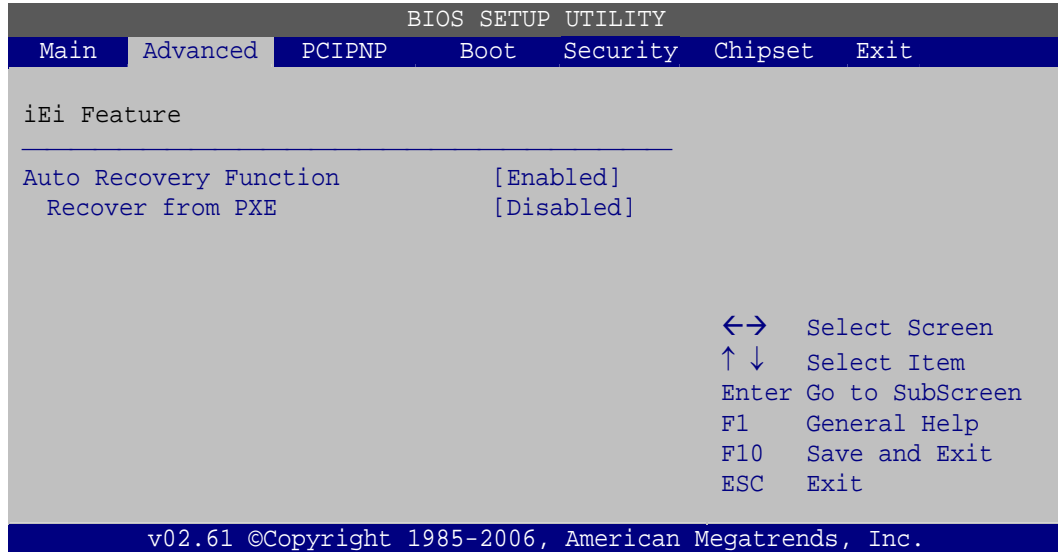 BIOS SETUP UTILITY
Main Advanced PCIPNP Boot Security Chipset Exit
iEi Feature
Auto Recovery Function [Enabled]
Recover from PXE [Disabled]
←→ Select Screen
↑ ↓ Select Item
Enter Go to SubScreen
F1 General Help
F10 Save and Exit
ESC Exit
v02.61 ©Copyright 1985-2006, American Megatrends, Inc.